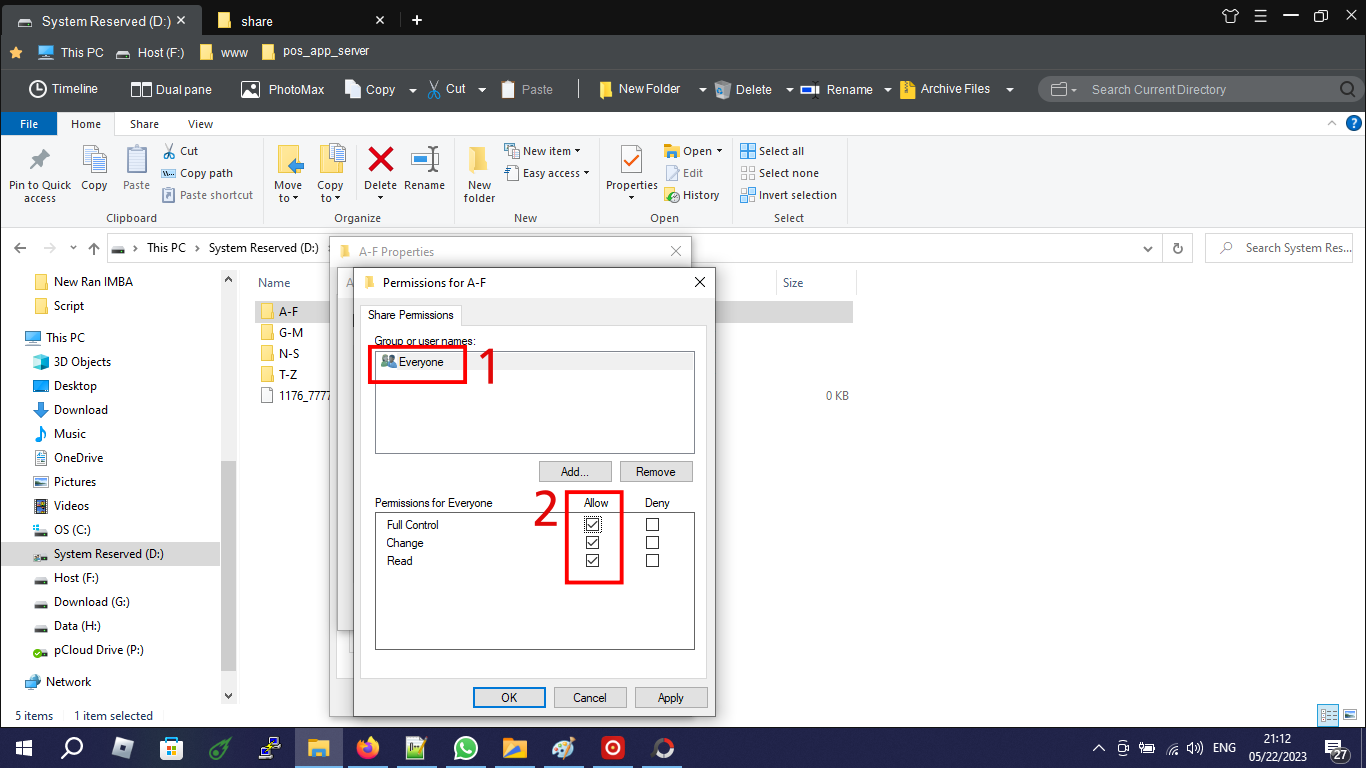 System Reserved (D:)
share
This PC
Host (F:)
www
pos_app_server
Timeline
Dual pane
PhotoMax
Copy
Cut
Paste
New Folder
Delete
Rename
Archive Files
Search Current Directory
File
Home
Share
View
Pin to Quick
access
Copy
Paste
Cut
Copy path
Paste shortcut
Clipboard
Move
to
Copy
to
Delete
Rename
Organize
New
folder
New item
Easy access
New
Properties
Open
Edit
History
Open
Select all
Select none
Invert selection
Select
This PC
System Reserved (D:)
Search System Res...
New Ran IMBA
Script
This PC
3D Objects
Desktop
Download
Music
OneDrive
Pictures
Videos
OS (C:)
System Reserved (D:)
Host (F:)
Download (G:)
Data (H:)
pCloud Drive (P:)
Network
Name
Size
A-F
G-M
N-S
T-Z
1176_7777
0 KB
A-F Properties
A
Permissions for A-F
Share Permissions
Group or user names:
Everyone
1
Add...
Remove
2
Permissions for Everyone
Allow
Deny
Full Control
Change
Read
OK
Cancel
Apply
5 items
1 item selected
ENG
21:12
05/22/2023
27